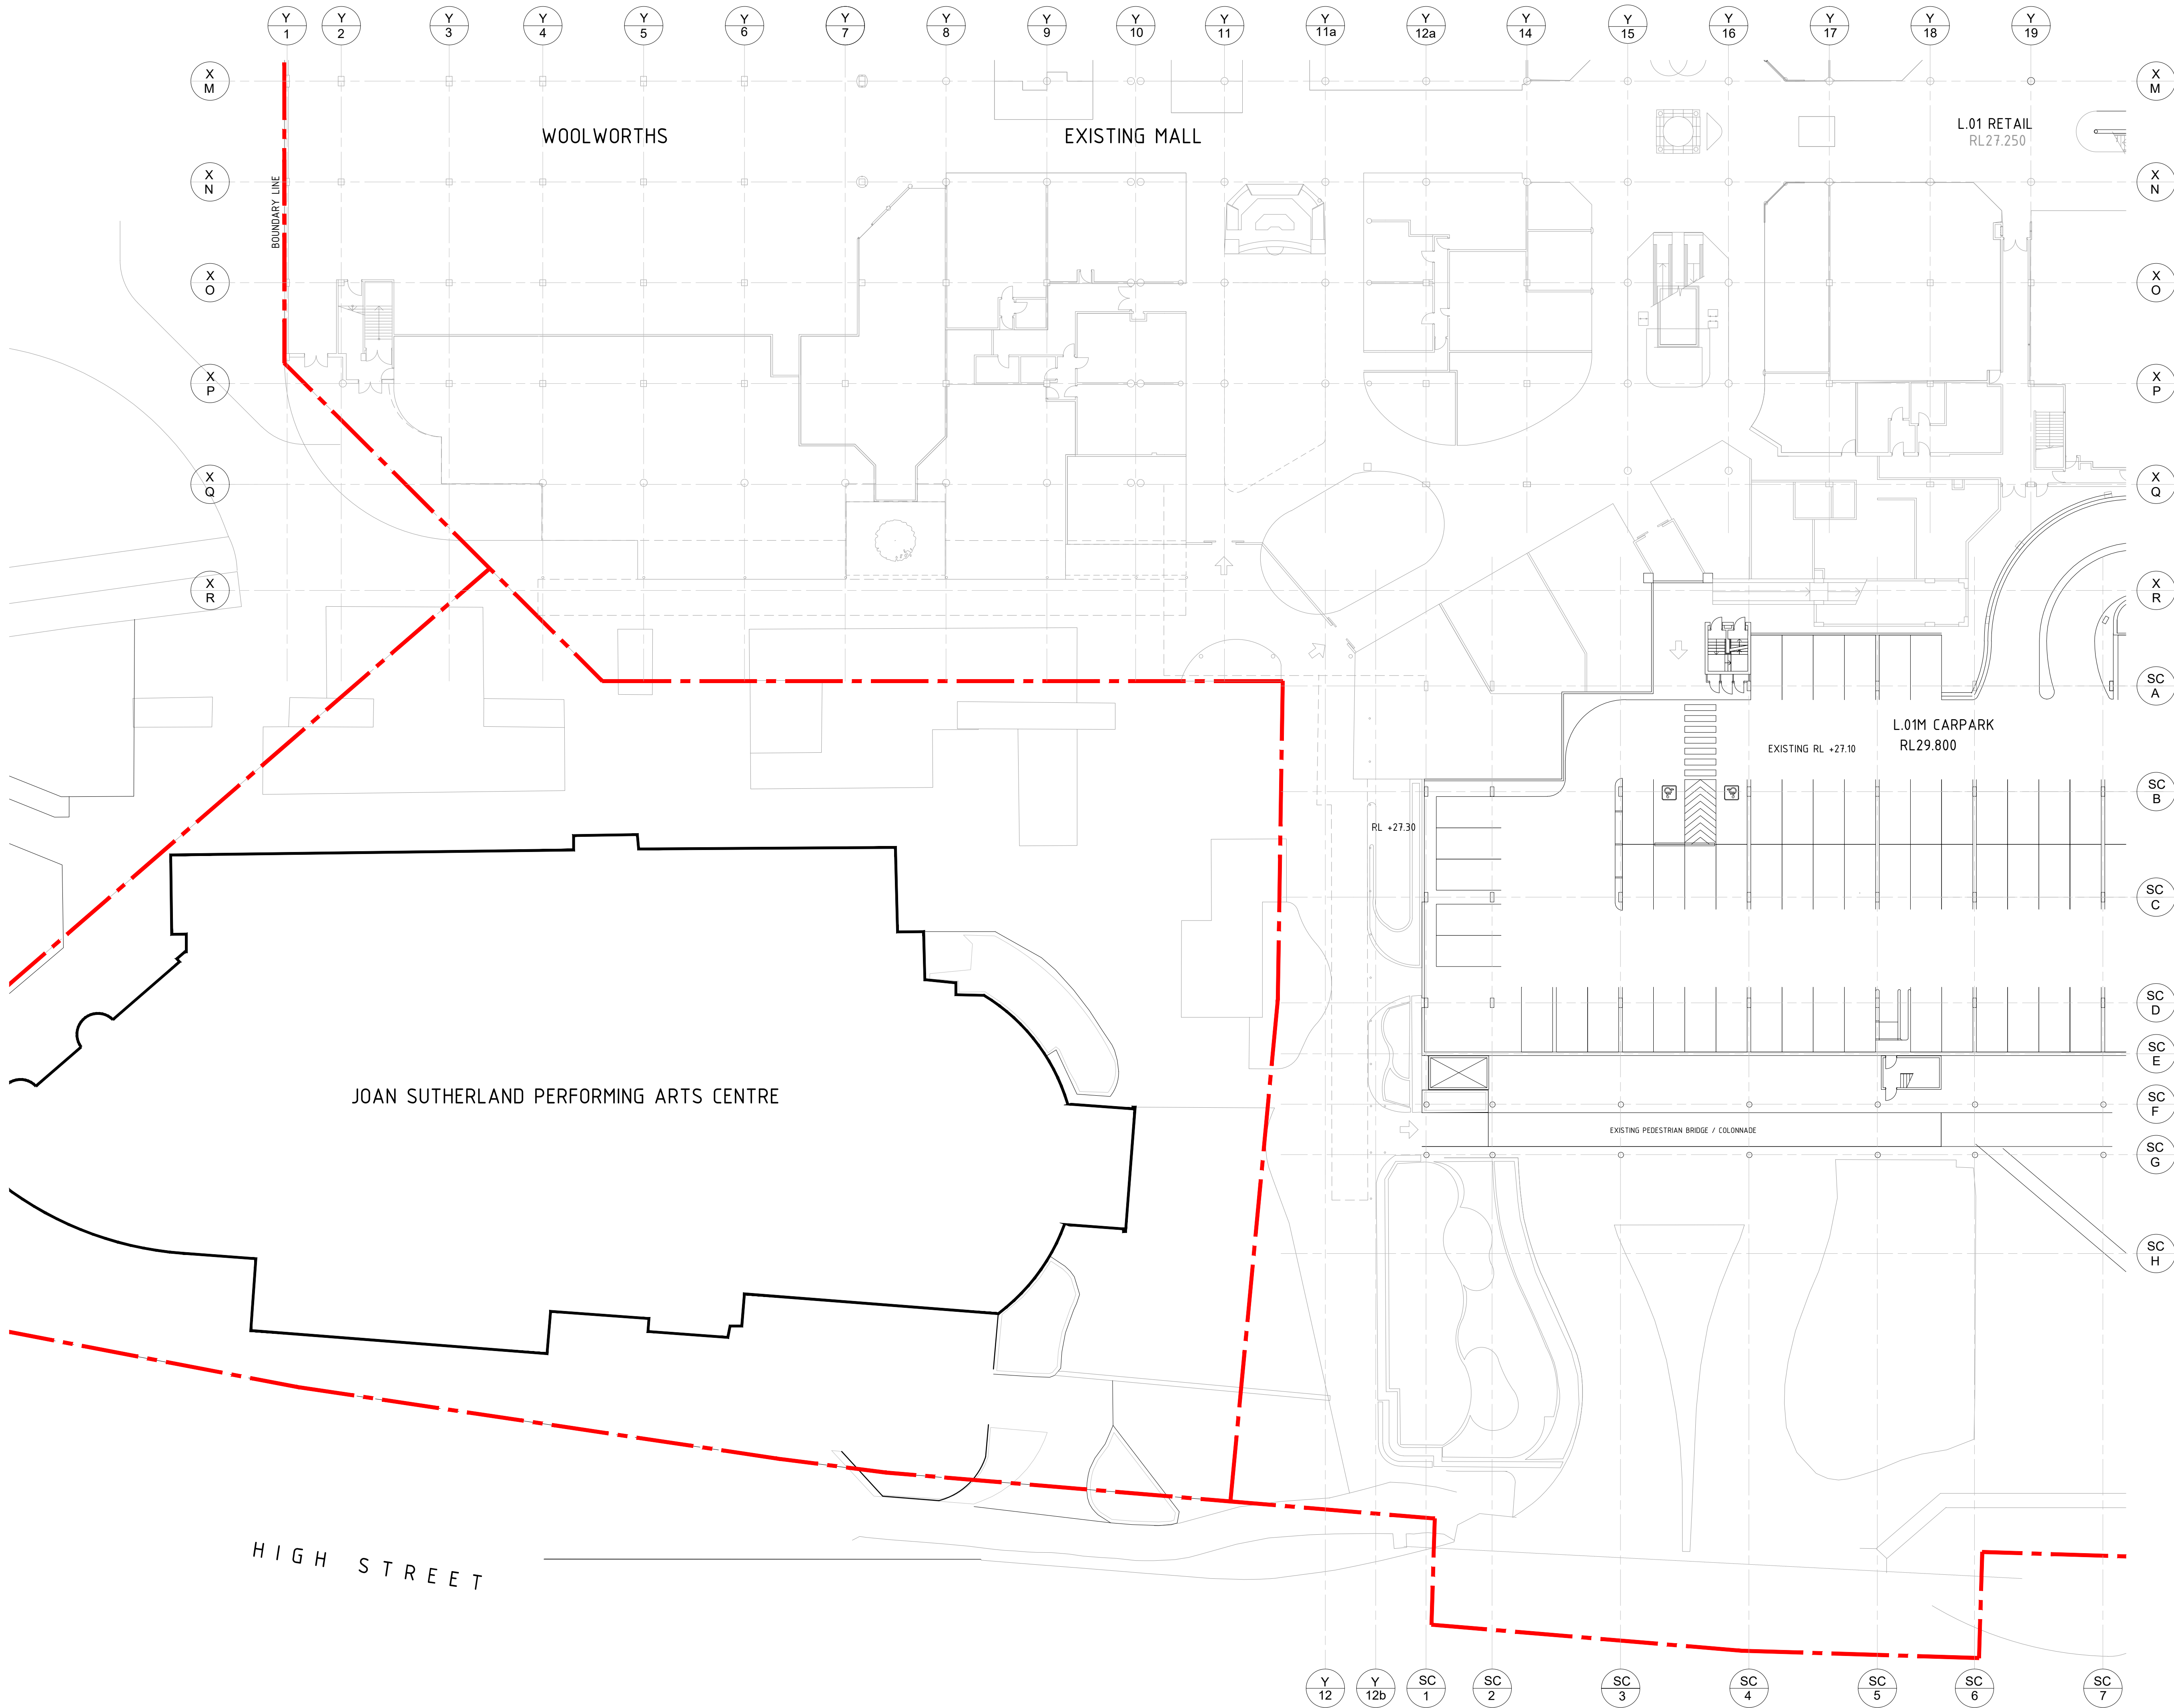 Y 1
Y 2
Y 3
Y 4
Y 5
Y 6
Y 7
Y 8
Y 9
Y 10
Y 11
Y 11a
Y 12a
Y 14
Y 15
Y 16
Y 17
Y 18
Y 19
X M
X M
WOOLWORTHS
EXISTING MALL
L.01 RETAIL
RL27.250
X N
BOUNDARY LINE
X N
X O
X O
X P
X P
X Q
X Q
X R
X R
SC A
L.01M CARPARK
EXISTING RL +27.10
RL29.800
SC B
RL +27.30
SC C
SC D
SC E
JOAN SUTHERLAND PERFORMING ARTS CENTRE
SC F
EXISTING PEDESTRIAN BRIDGE / COLONNADE
SC G
SC H
HIGH STREET
Y 12
Y 12b
SC 1
SC 2
SC 3
SC 4
SC 5
SC 6
SC 7